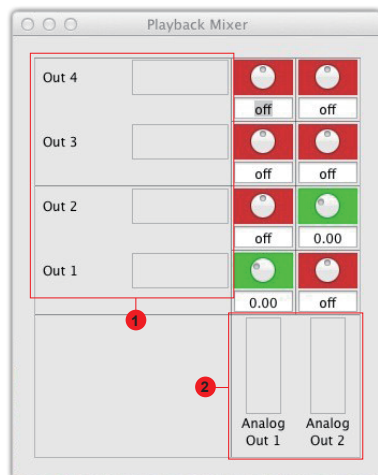 Playback Mixer
Out 4
off off
Out 3
off off
Out 2
off 0.00
Out 1
0.00 off
1
2
Analog Out 1
Analog Out 2